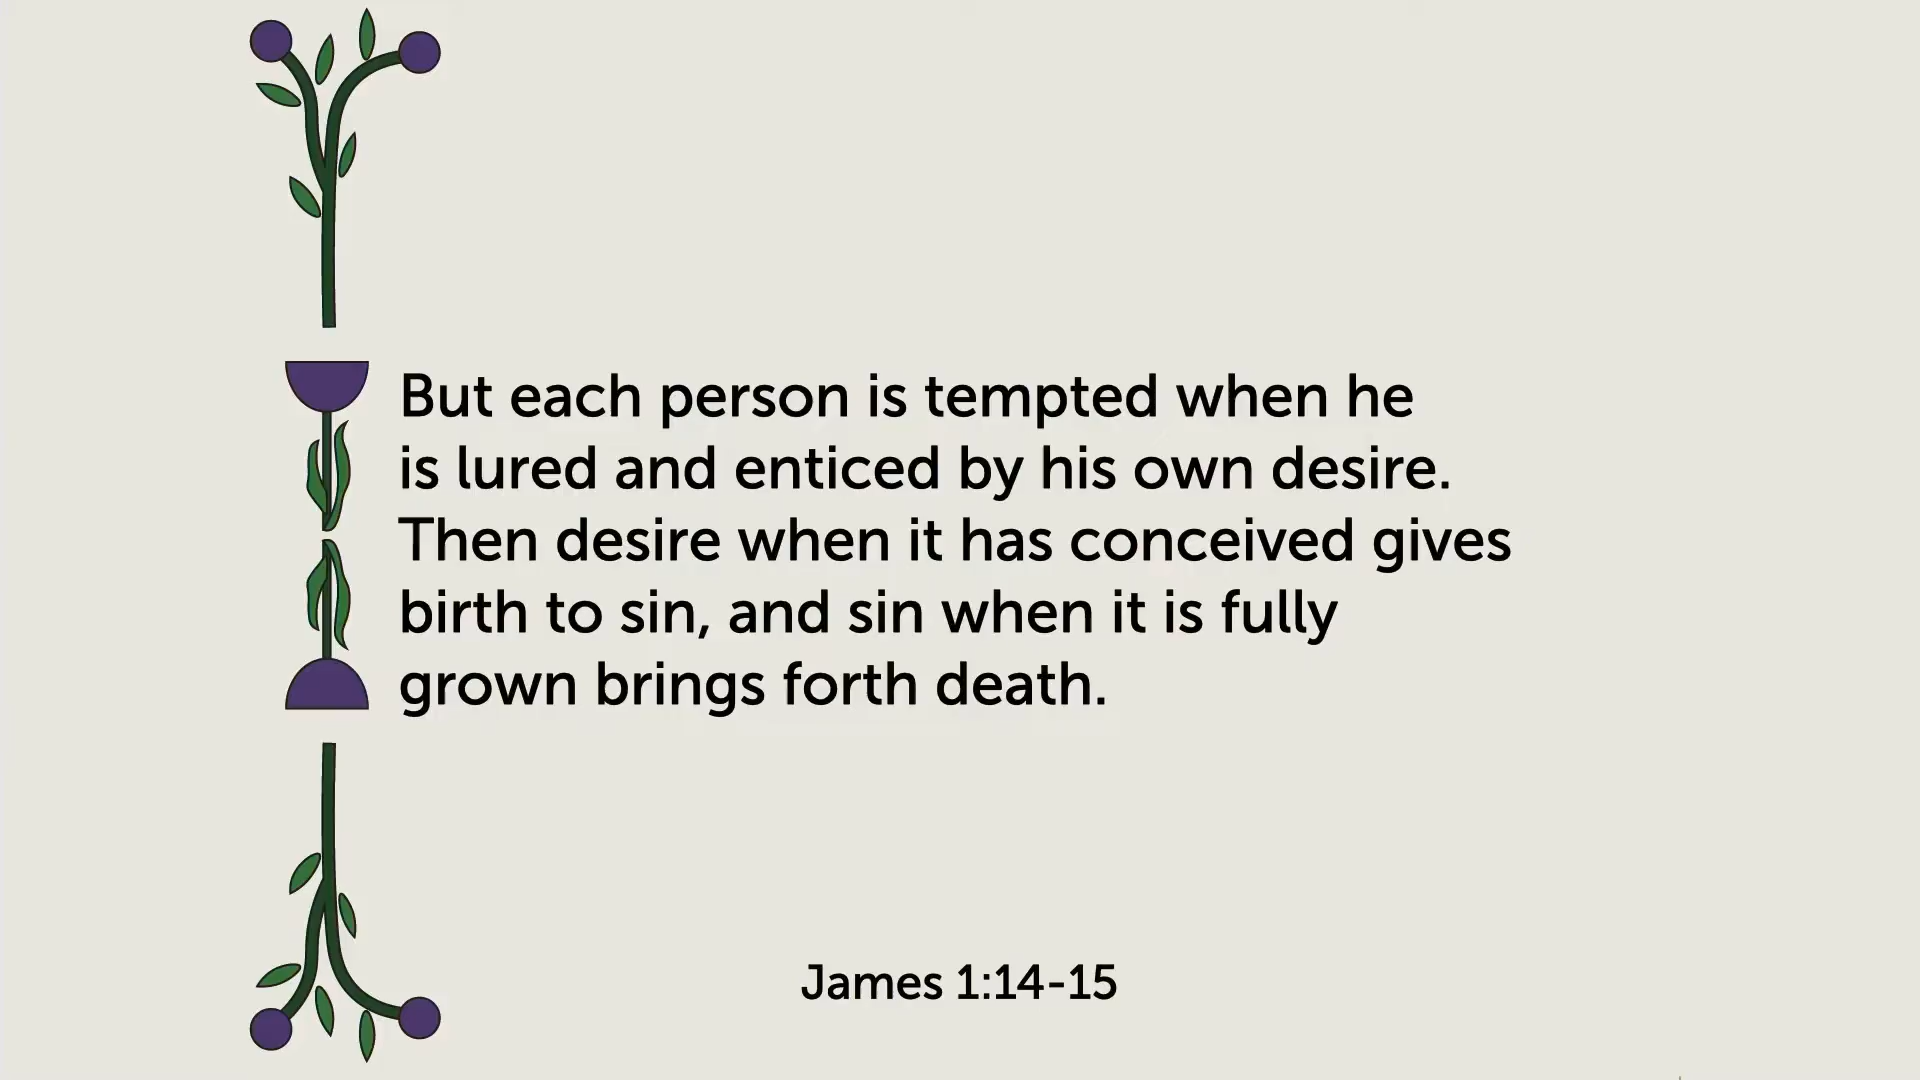 But each person is tempted when he
is lured and enticed by his own desire.
Then desire when it has conceived gives
birth to sin, and sin when it is fully
grown brings forth death.
James 1:14-15